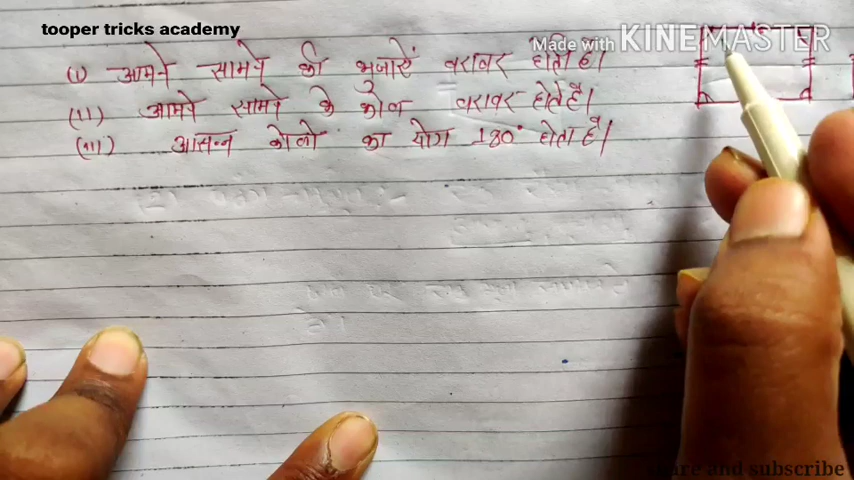 tooper tricks academy
Made with KINEMASTER
(i) आमने सामने की भुजाएं बराबर होती है।
(ii) आमने सामने के कोण बराबर होते है।
(iii) आसन्न कोणो का योग 180° होता है।
share and subscribe